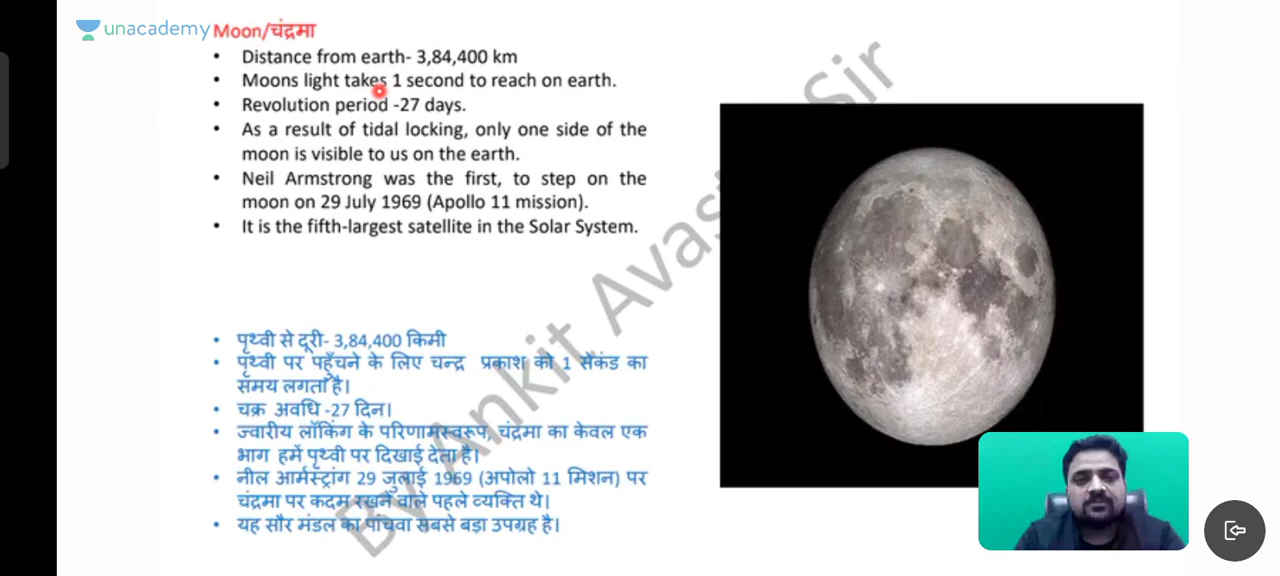 unacademy Moon/चंद्रमा
• Distance from earth- 3,84,400 km
• Moons light takes 1 second to reach on earth.
• Revolution period -27 days.
• As a result of tidal locking, only one side of the
moon is visible to us on the earth.
• Neil Armstrong was the first, to step on the
moon on 29 July 1969 (Apollo 11 mission).
• It is the fifth-largest satellite in the Solar System.
• पृथ्वी से दूरी- 3,84,400 किमी
• पृथ्वी पर पहुँचने के लिए चन्द्र प्रकाश को 1 सेकंड का
समय लगता है।
• चक्र अवधि -27 दिन।
• ज्वारीय लॉकिंग के परिणामस्वरूप, चंद्रमा का केवल एक
भाग हमें पृथ्वी पर दिखाई देता है।
• नील आर्मस्ट्रांग 29 जुलाई 1969 (अपोलो 11 मिशन) पर
चंद्रमा पर कदम रखने वाले पहले व्यक्ति थे।
• यह सौर मंडल का पांचवा सबसे बड़ा उपग्रह है।
By Ankit Avas Sir